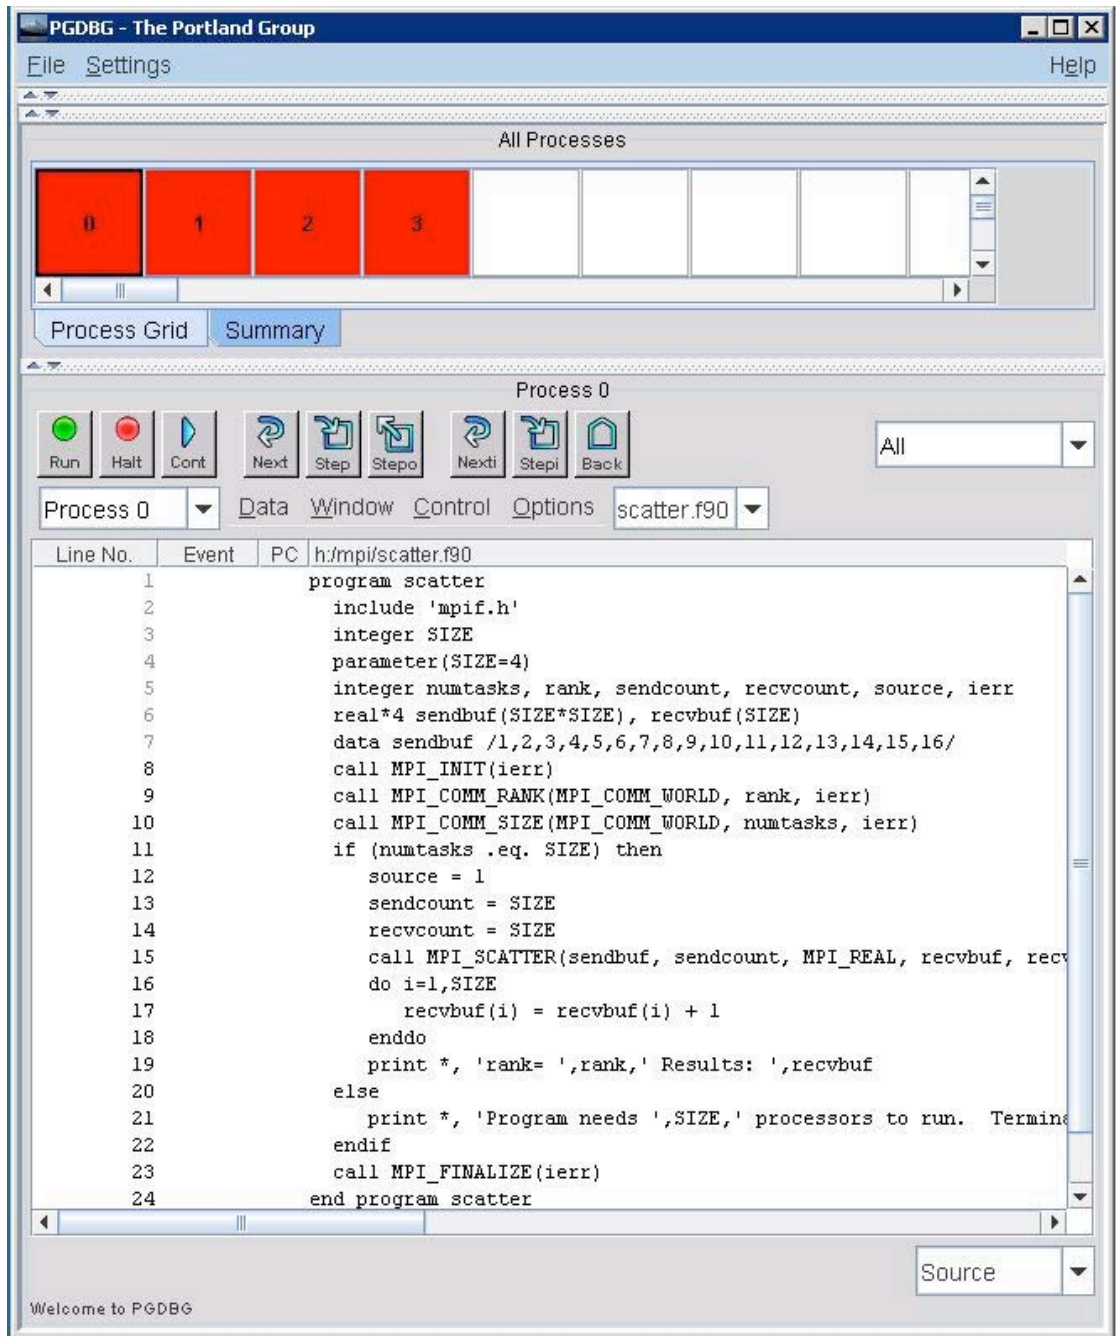 PGDBG - The Portland Group
File Settings Help
All Processes
0 1 2 3
Process Grid Summary
Process 0
Run Halt Cont Next Step Stepo Nexti Stepi Back All
Process 0 Data Window Control Options scatter.f90
Line No. Event PC h:/mpi/scatter.f90
1 program scatter
2 include 'mpif.h'
3 integer SIZE
4 parameter(SIZE=4)
5 integer numtasks, rank, sendcount, recvcount, source, ierr
6 real*4 sendbuf(SIZE*SIZE), recvbuf(SIZE)
7 data sendbuf /1,2,3,4,5,6,7,8,9,10,11,12,13,14,15,16/
8 call MPI_INIT(ierr)
9 call MPI_COMM_RANK(MPI_COMM_WORLD, rank, ierr)
10 call MPI_COMM_SIZE(MPI_COMM_WORLD, numtasks, ierr)
11 if (numtasks .eq. SIZE) then
12 source = 1
13 sendcount = SIZE
14 recvcount = SIZE
15 call MPI_SCATTER(sendbuf, sendcount, MPI_REAL, recvbuf, recv
16 do i=1,SIZE
17 recvbuf(i) = recvbuf(i) + 1
18 enddo
19 print *, 'rank= ',rank,' Results: ',recvbuf
20 else
21 print *, 'Program needs ',SIZE,' processors to run. Termina
22 endif
23 call MPI_FINALIZE(ierr)
24 end program scatter
Source
Welcome to PGDBG